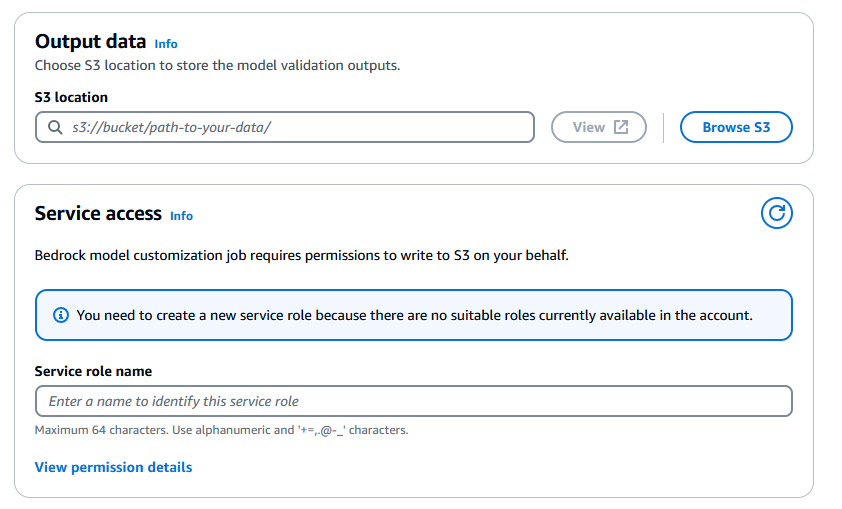 Output data Info
Choose S3 location to store the model validation outputs.
S3 location
s3://bucket/path-to-your-data/ View Browse S3
Service access Info
Bedrock model customization job requires permissions to write to S3 on your behalf.
You need to create a new service role because there are no suitable roles currently available in the account.
Service role name
Enter a name to identify this service role
Maximum 64 characters. Use alphanumeric and '+=,.@-_' characters.
View permission details